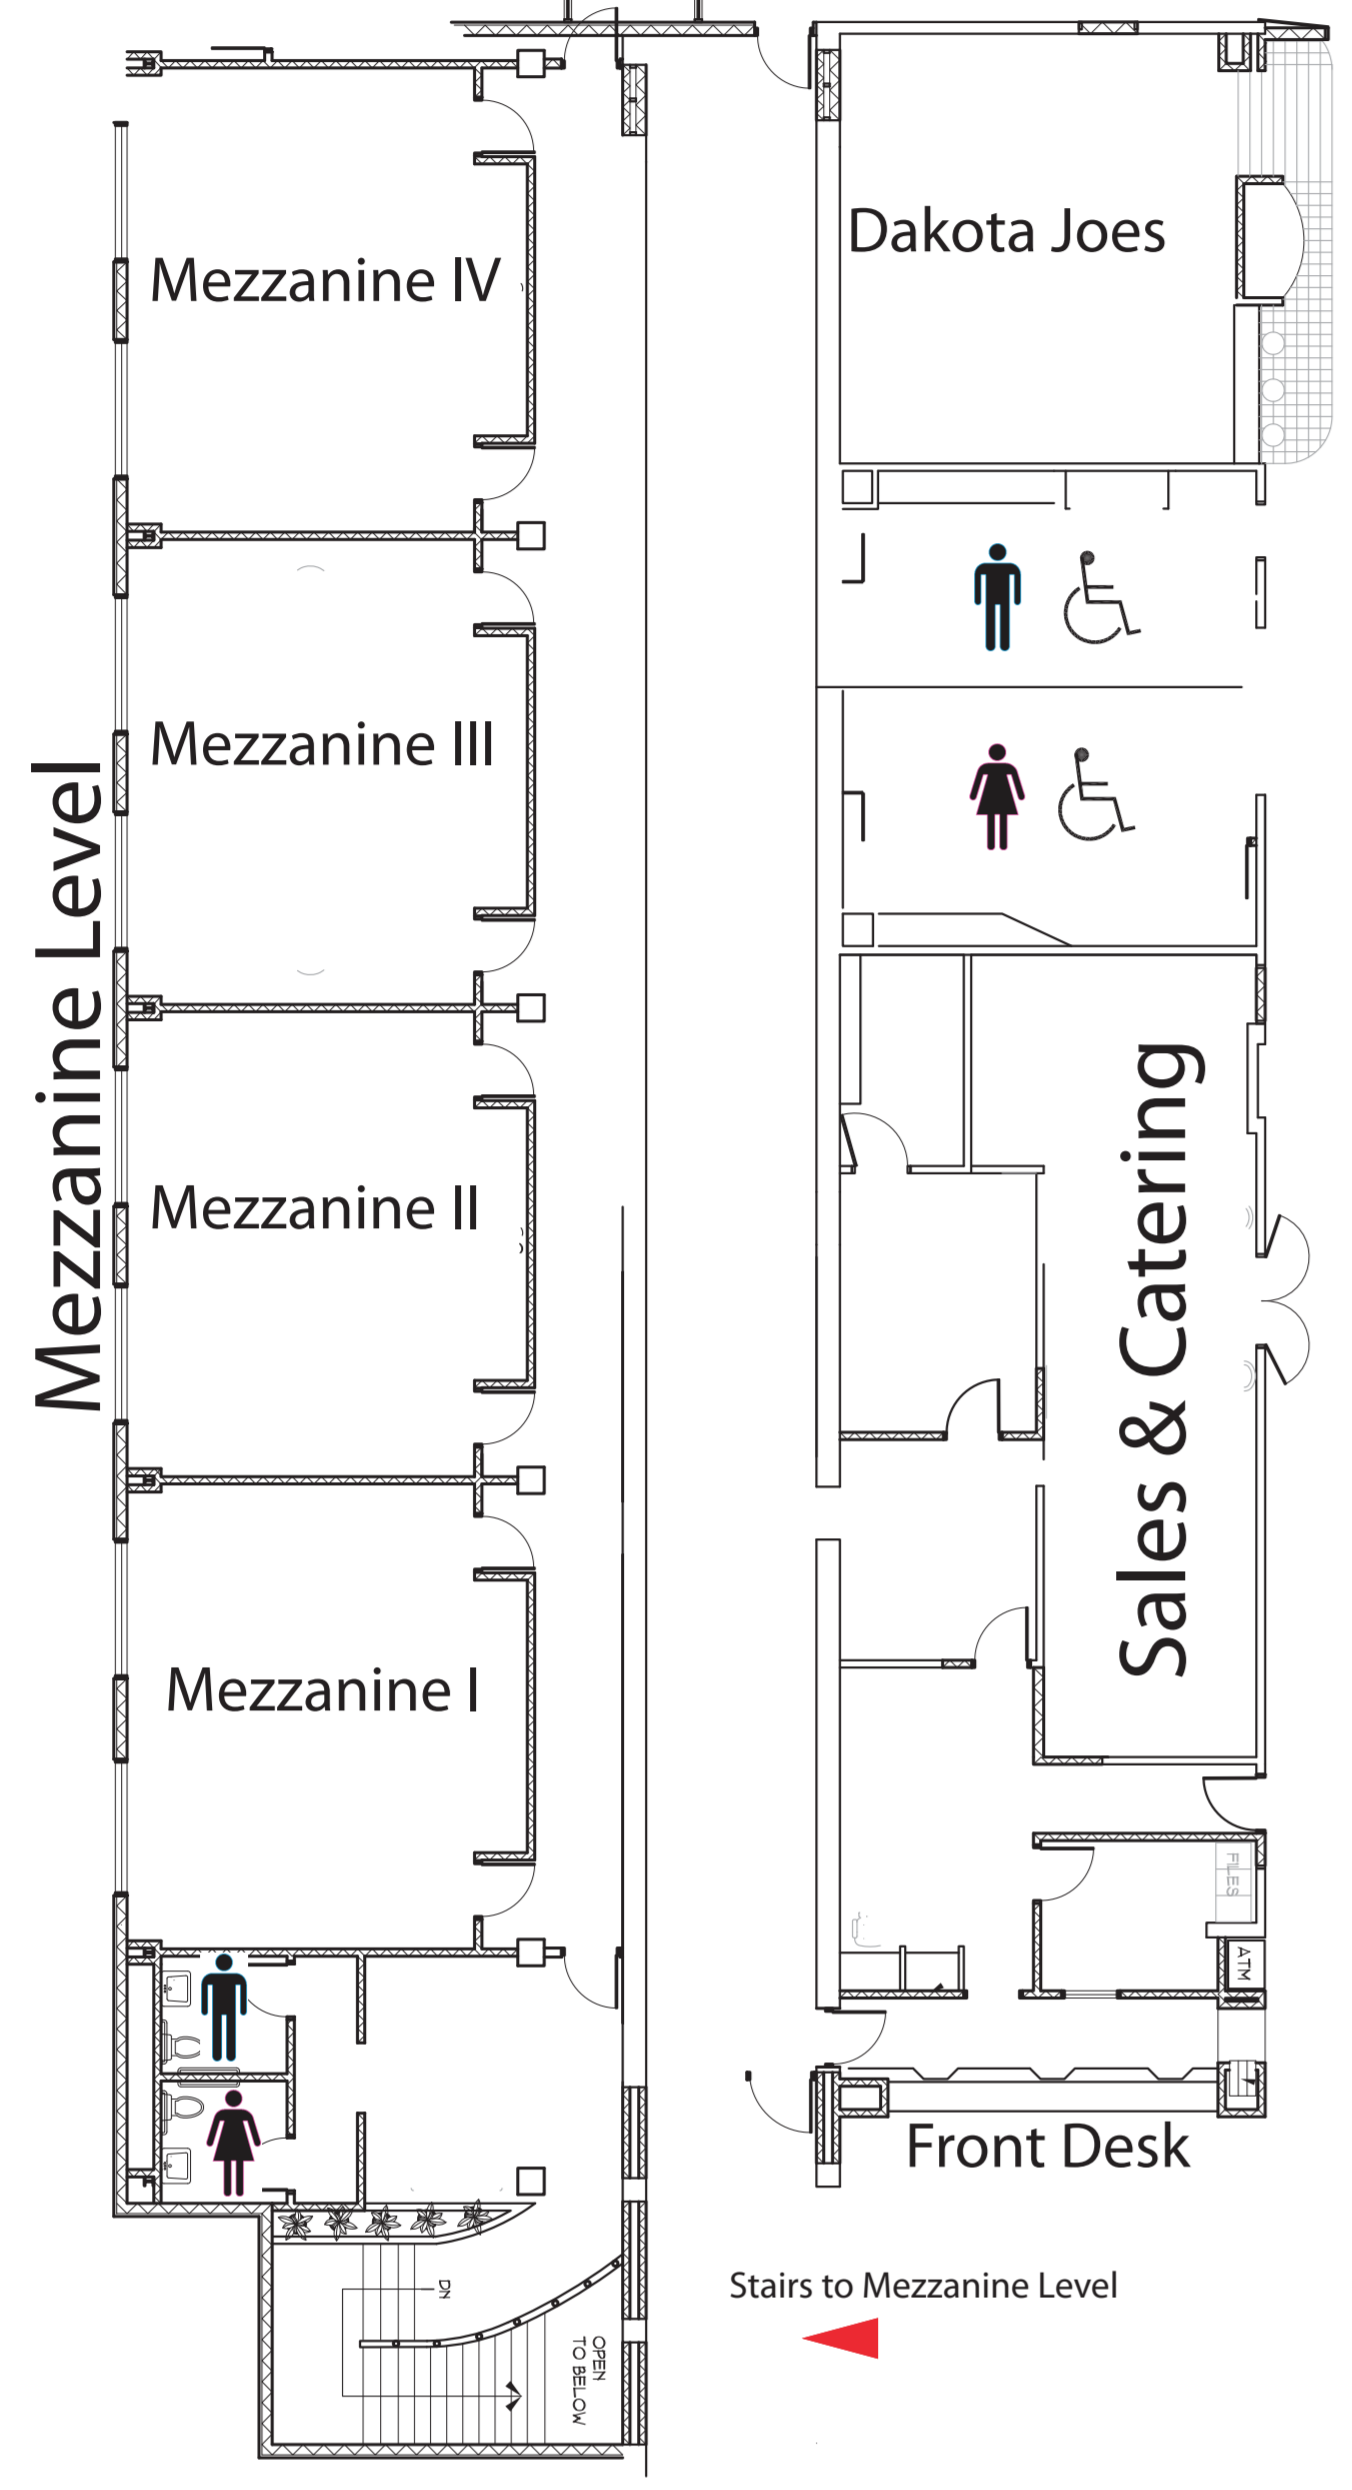 Mezzanine Level
Mezzanine IV
Mezzanine III
Mezzanine II
Mezzanine I
DN
OPEN
TO BELOW
Dakota Joes
Sales & Catering
FILES
ATM
Front Desk
Stairs to Mezzanine Level